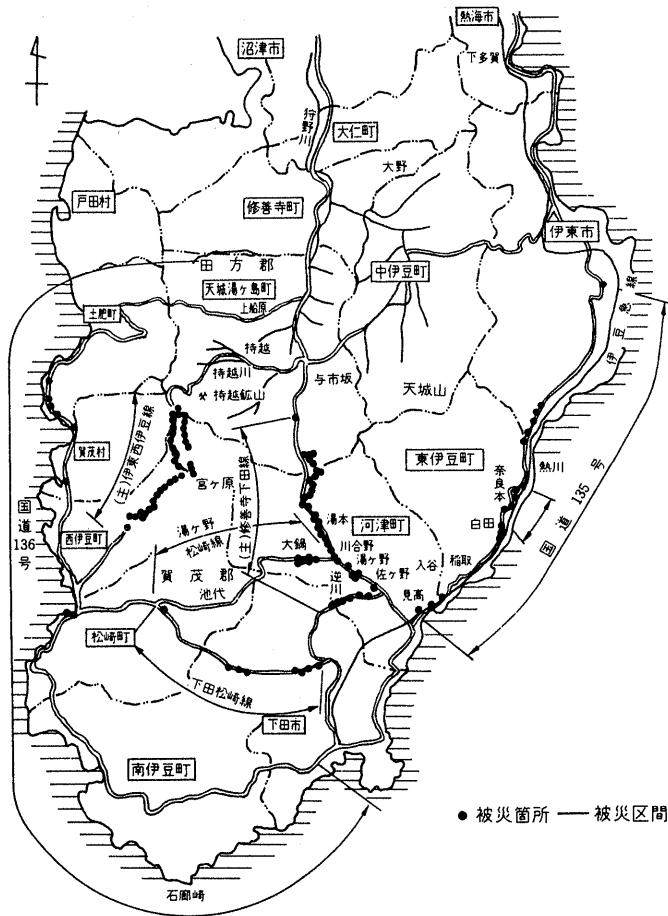 熱海市
下多賀
沼津市
狩野川
大仁町
大野
戸田村
修善寺町
伊東市
田方郡
中伊豆町
天城湯ヶ島町
上船原
土肥町
伊豆急線
持越
持越川
持越鉱山
与市坂
天城山
(主)伊東西伊豆線
賀茂村
東伊豆町
熱川
奈良本
宮ヶ原
(主)修善寺下田線
国道136号
西伊豆町
湯ヶ野
松崎線
湯本
河津町
白田
国道135号
大鍋
川合野
湯ヶ野
賀茂郡
池代
逆川
佐ヶ野
入谷
稲取
見高
松崎町
下田松崎線
下田市
南伊豆町
●被災箇所 ── 被災区間
石廊崎